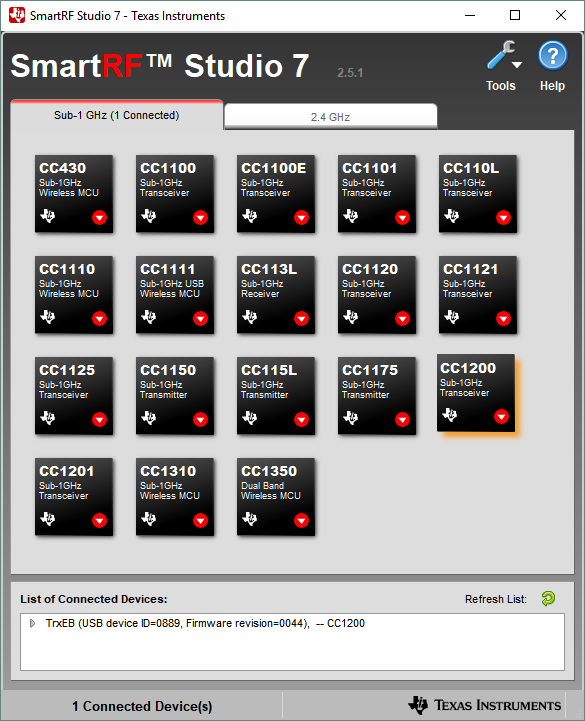 SmartRF Studio 7 - Texas Instruments
SmartRF™ Studio 7 2.5.1
Tools
Help
Sub-1 GHz (1 Connected)
2.4 GHz
CC430
Sub-1GHz
Wireless MCU
CC1100
Sub-1GHz
Transceiver
CC1100E
Sub-1GHz
Transceiver
CC1101
Sub-1GHz
Transceiver
CC110L
Sub-1GHz
Transceiver
CC1110
Sub-1GHz
Wireless MCU
CC1111
Sub-1GHz USB
Wireless MCU
CC113L
Sub-1GHz
Receiver
CC1120
Sub-1GHz
Transceiver
CC1121
Sub-1GHz
Transceiver
CC1125
Sub-1GHz
Transceiver
CC1150
Sub-1GHz
Transmitter
CC115L
Sub-1GHz
Transmitter
CC1175
Sub-1GHz
Transmitter
CC1200
Sub-1GHz
Transceiver
CC1201
Sub-1GHz
Transceiver
CC1310
Sub-1GHz
Wireless MCU
CC1350
Dual Band
Wireless MCU
List of Connected Devices:
Refresh List:
TrxEB (USB device ID=0889, Firmware revision=0044), -- CC1200
1 Connected Device(s)
TEXAS INSTRUMENTS